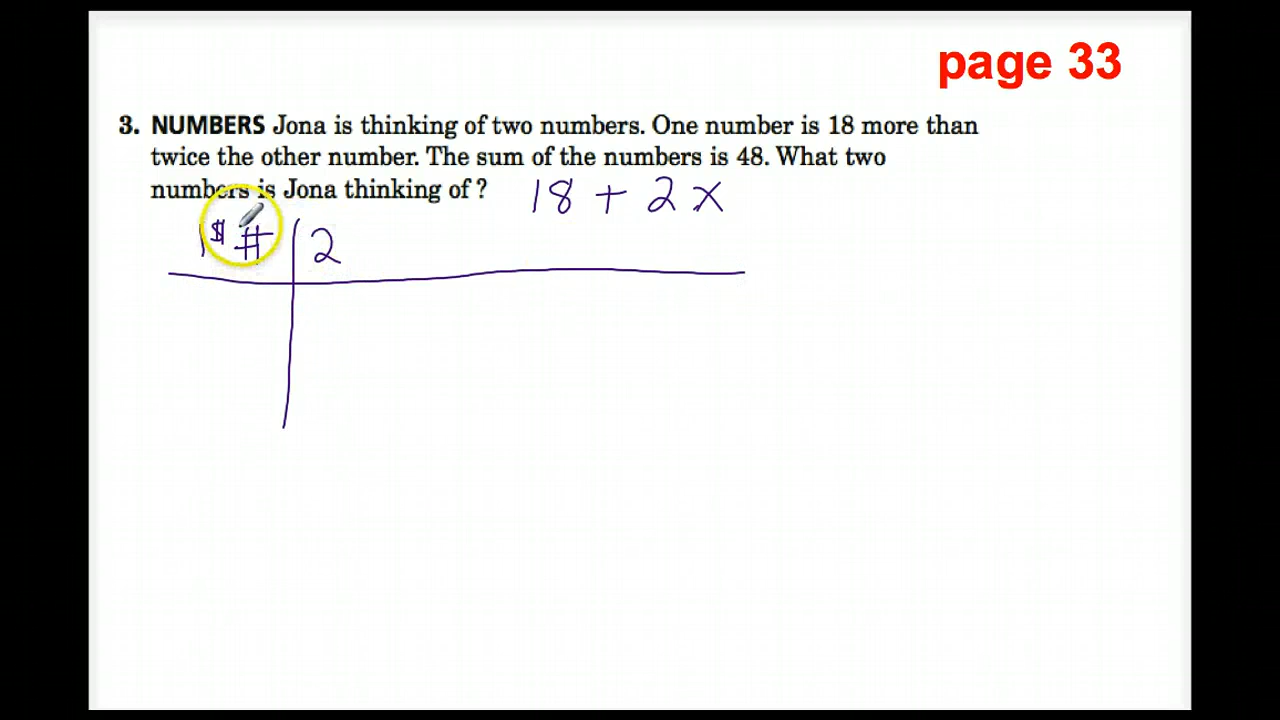 page 33
3. NUMBERS Jona is thinking of two numbers. One number is 18 more than
twice the other number. The sum of the numbers is 48. What two
numbers is Jona thinking of ?
18 + 2x
# 2